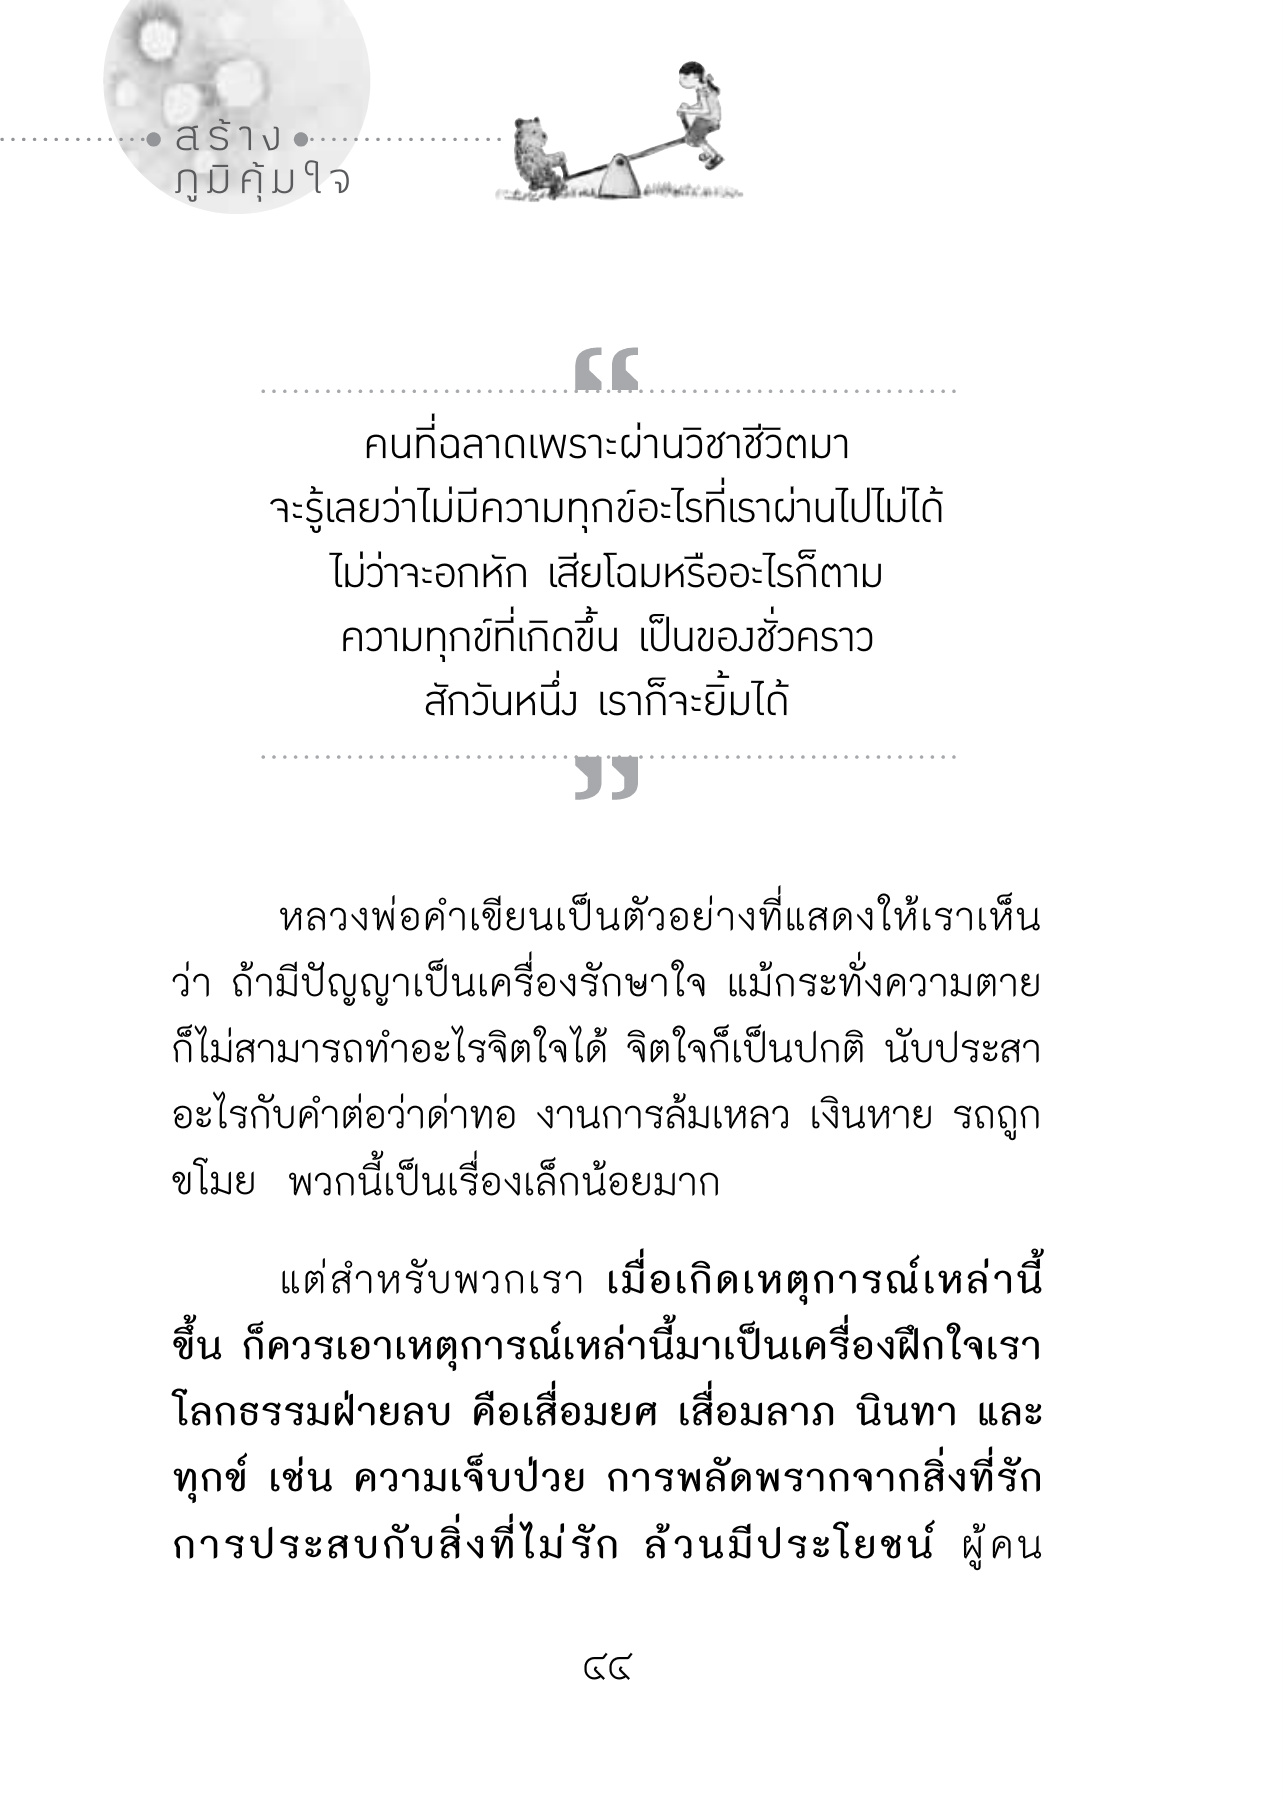 สร้าง
ภูมิคุ้มใจ
“
คนที่ฉลาดเพราะผ่านวิชาชีวิตมา
จะรู้เลยว่าไม่มีความทุกข์อะไรที่เราผ่านไปไม่ได้
ไม่ว่าจะอกหัก เสียโฉมหรืออะไรก็ตาม
ความทุกข์ที่เกิดขึ้น เป็นของชั่วคราว
สักวันหนึ่ง เราก็จะยิ้มได้
”
หลวงพ่อคำเขียนเป็นตัวอย่างที่แสดงให้เราเห็น
ว่า ถ้ามีปัญญาเป็นเครื่องรักษาใจ แม้กระทั่งความตาย
ก็ไม่สามารถทำอะไรจิตใจได้ จิตใจก็เป็นปกติ นับประสา
อะไรกับคำต่อว่าด่าทอ งานการล้มเหลว เงินหาย รถถูก
ขโมย พวกนี้เป็นเรื่องเล็กน้อยมาก
แต่สำหรับพวกเรา เมื่อเกิดเหตุการณ์เหล่านี้
ขึ้น ก็ควรเอาเหตุการณ์เหล่านี้มาเป็นเครื่องฝึกใจเรา
โลกธรรมฝ่ายลบ คือเสื่อมยศ เสื่อมลาภ นินทา และ
ทุกข์ เช่น ความเจ็บป่วย การพลัดพรากจากสิ่งที่รัก
การประสบกับสิ่งที่ไม่รัก ล้วนมีประโยชน์ ผู้คน
๔๔